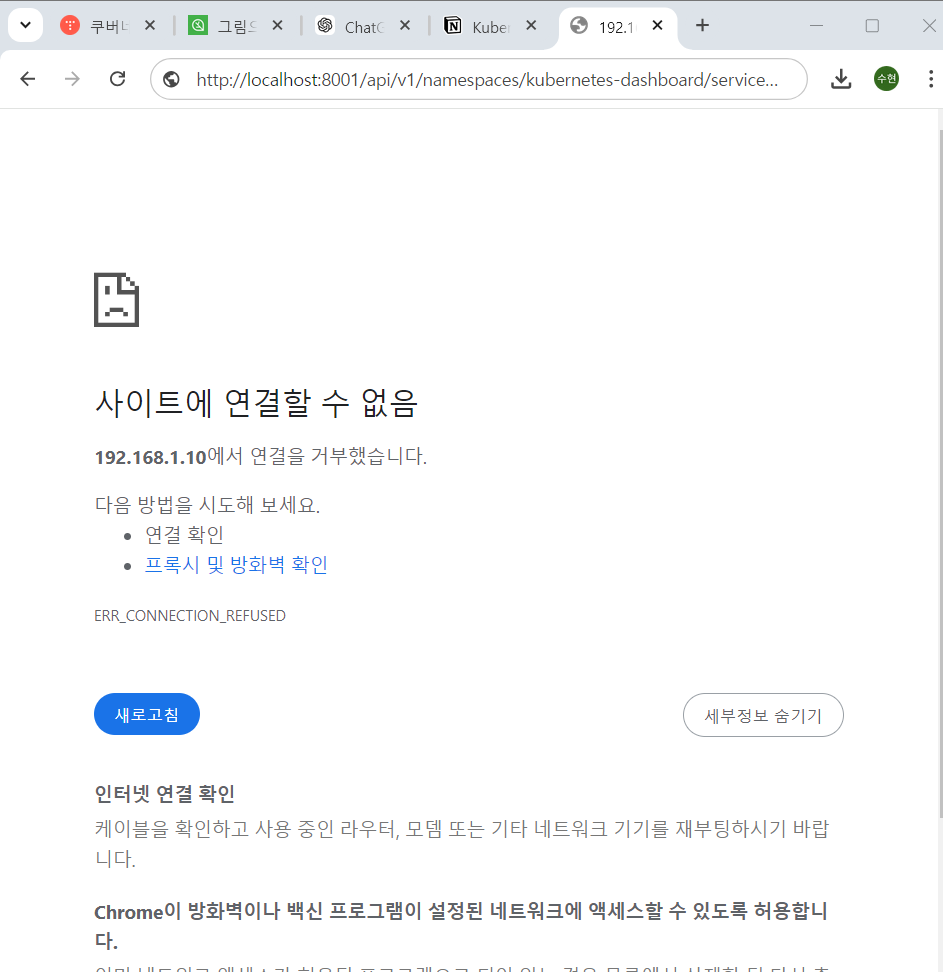 쿠버네
그림으
ChatG
Kuber
192.1
http://localhost:8001/api/v1/namespaces/kubernetes-dashboard/service...
수현
사이트에 연결할 수 없음
192.168.1.10에서 연결을 거부했습니다.
다음 방법을 시도해 보세요.
연결 확인
프록시 및 방화벽 확인
ERR_CONNECTION_REFUSED
새로고침
세부정보 숨기기
인터넷 연결 확인
케이블을 확인하고 사용 중인 라우터, 모뎀 또는 기타 네트워크 기기를 재부팅하시기 바랍
니다.
Chrome이 방화벽이나 백신 프로그램이 설정된 네트워크에 액세스할 수 있도록 허용합니
다.